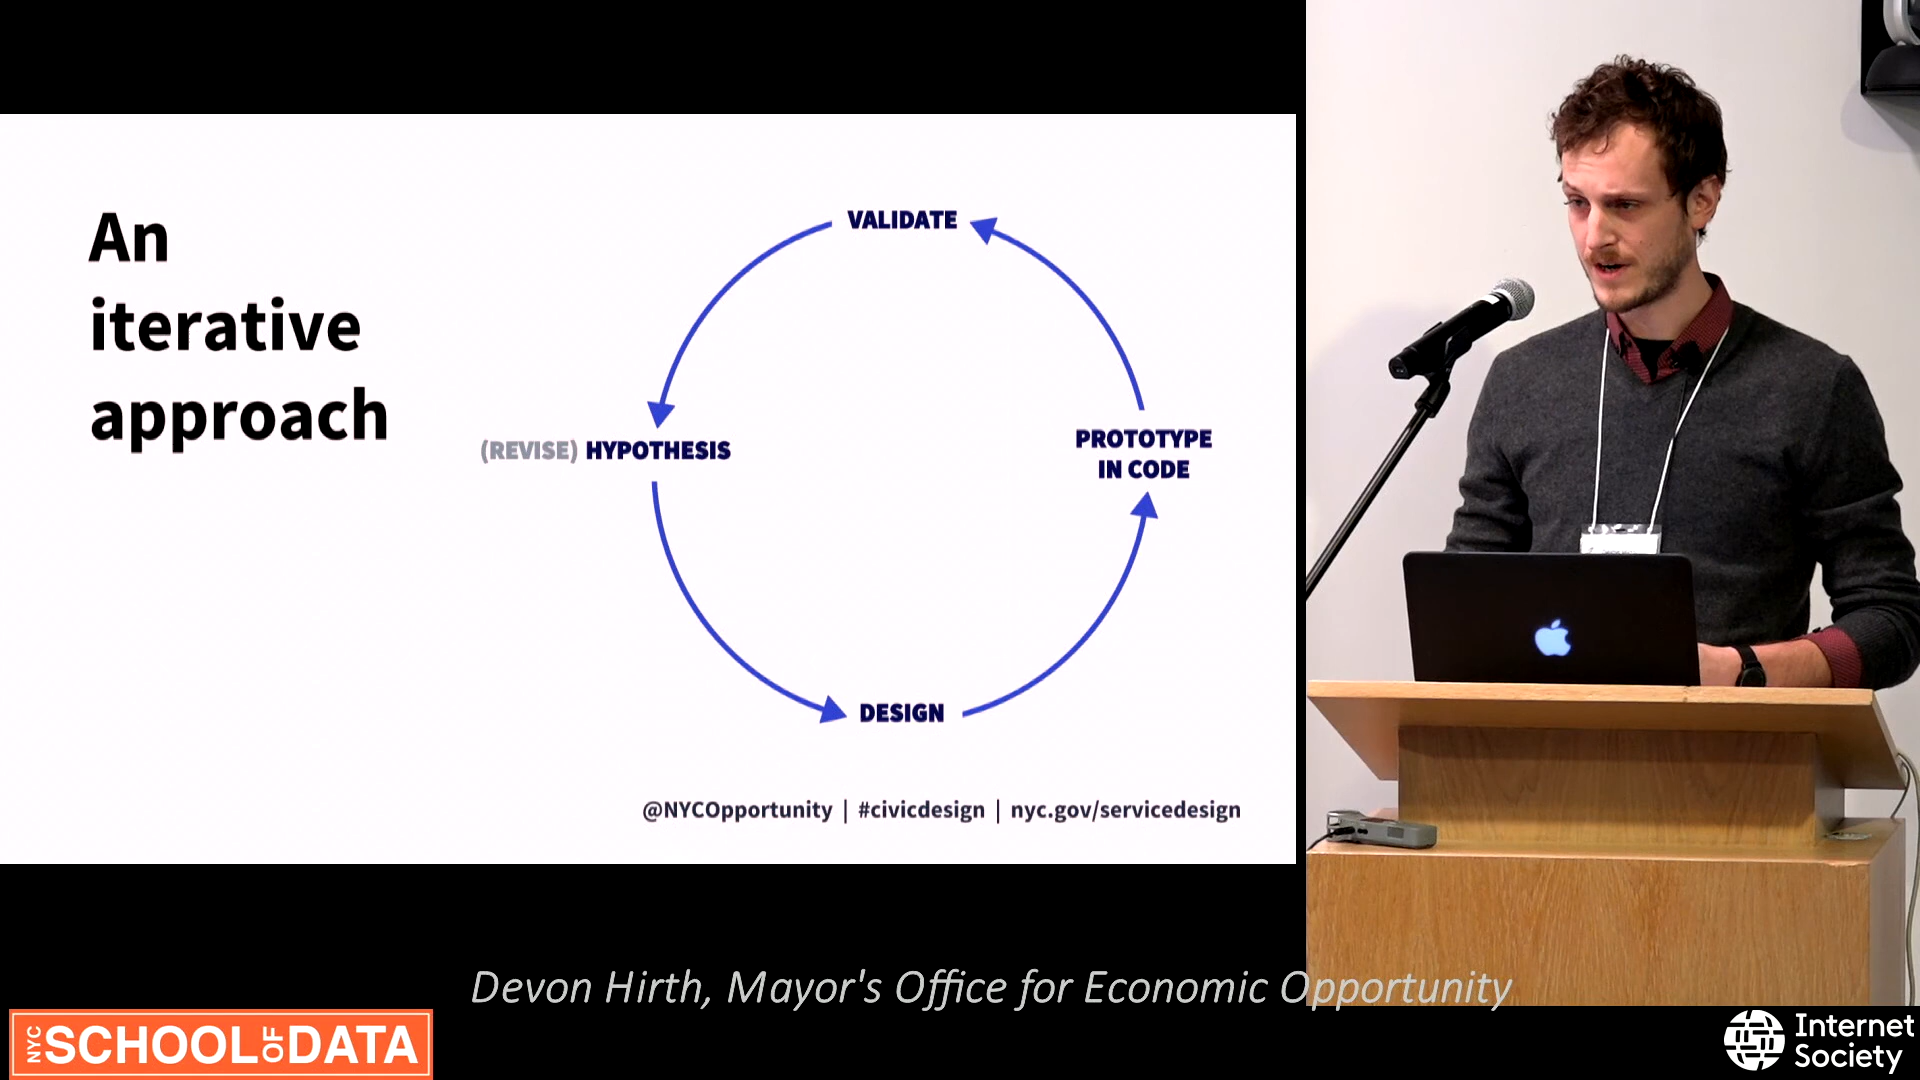 An
iterative
approach
VALIDATE
(REVISE) HYPOTHESIS
PROTOTYPE
IN CODE
DESIGN
@NYCOpportunity | #civicdesign | nyc.gov/servicedesign
Devon Hirth, Mayor's Office for Economic Opportunity
NYC SCHOOL OF DATA
Internet
Society